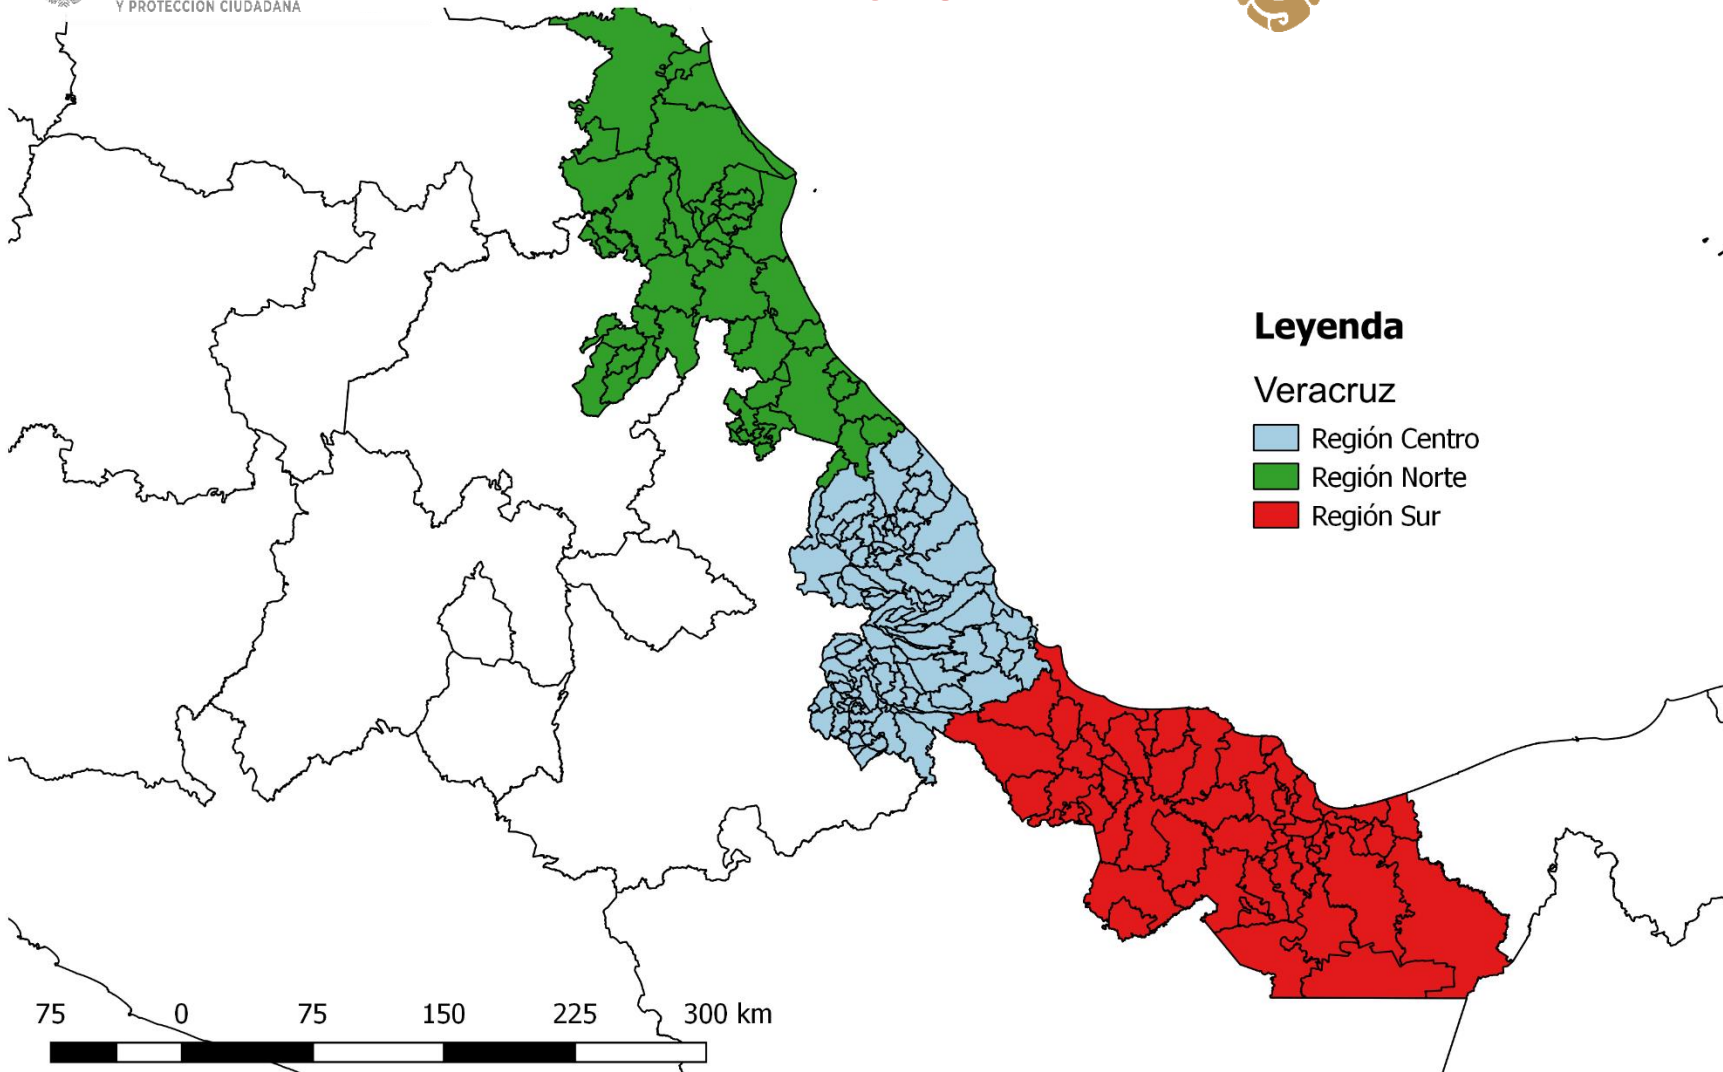 Y PROTECCIÓN CIUDADANA
Leyenda
Veracruz
Región Centro
Región Norte
Región Sur
75 0 75 150 225 300 km